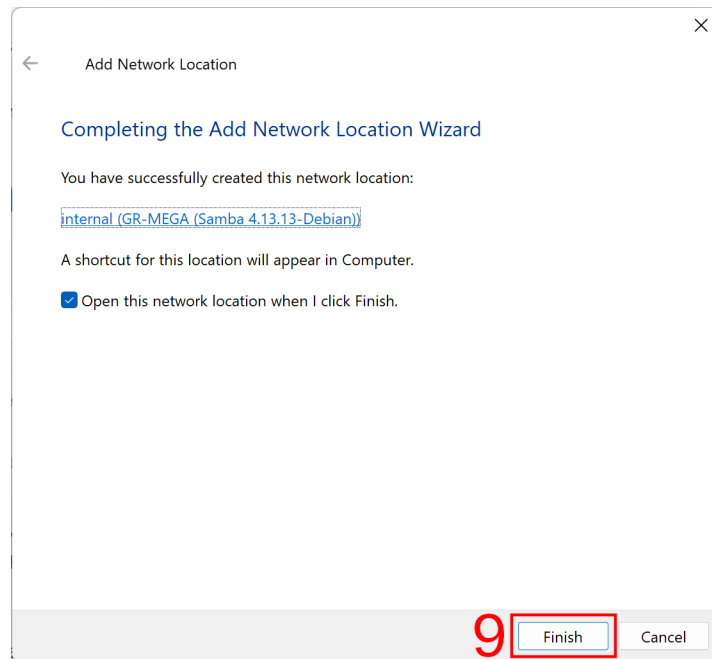 Add Network Location
Completing the Add Network Location Wizard
You have successfully created this network location:
internal (GR-MEGA (Samba 4.13.13-Debian))
A shortcut for this location will appear in Computer.
Open this network location when I click Finish.
9 Finish Cancel